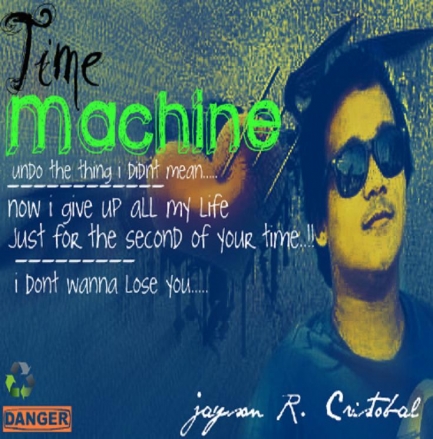 Time
Machine
undo the thing i DiDnt mean.....
now i give up all my Life
Just for the second of your time..!!
i Dont wanna Lose you.....
jayson R. Cristobal
DANGER